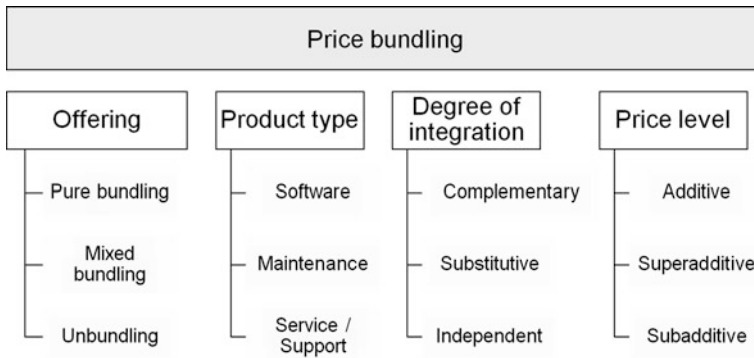 Price bundling
Offering
Pure bundling
Mixed
bundling
Unbundling
Product type
Software
Maintenance
Service /
Support
Degree of
integration
Complementary
Substitutive
Independent
Price level
Additive
Superadditive
Subadditive